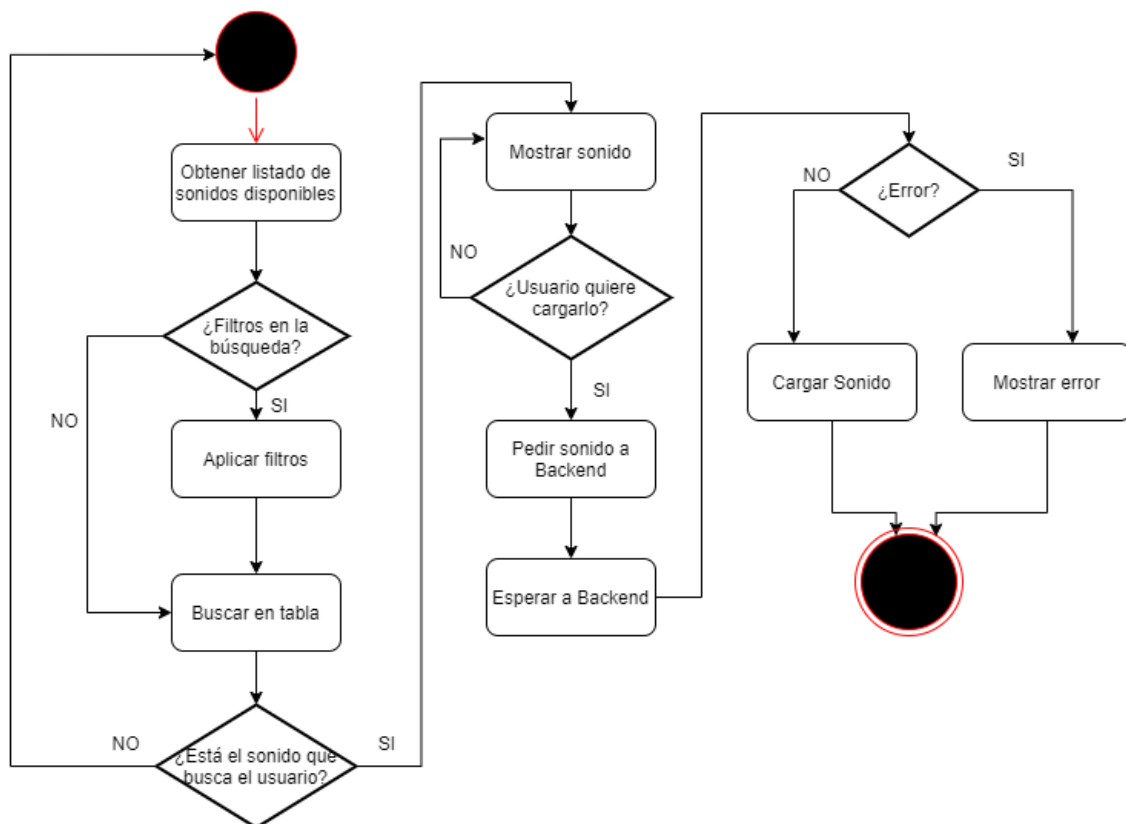 Obtener listado de
sonidos disponibles
¿Filtros en la
búsqueda?
NO
SI
Aplicar filtros
Buscar en tabla
¿Está el sonido que
busca el usuario?
NO
SI
Mostrar sonido
NO
¿Usuario quiere
cargarlo?
SI
Pedir sonido a
Backend
Esperar a Backend
¿Error?
NO
SI
Cargar Sonido
Mostrar error